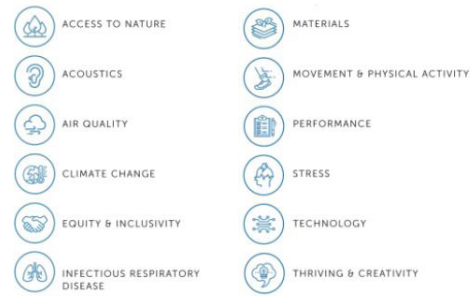 ACCESS TO NATURE
ACOUSTICS
AIR QUALITY
CLIMATE CHANGE
EQUITY & INCLUSIVITY
INFECTIOUS RESPIRATORY
DISEASE
MATERIALS
MOVEMENT & PHYSICAL ACTIVITY
PERFORMANCE
STRESS
TECHNOLOGY
THRIVING & CREATIVITY